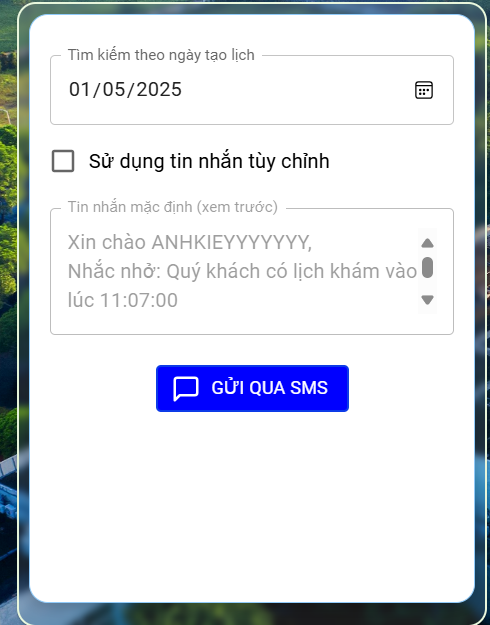 Tìm kiếm theo ngày tạo lịch
01/05/2025
Sử dụng tin nhắn tùy chỉnh
Tin nhắn mặc định (xem trước)
Xin chào ANHKIEYYYYYYY,
Nhắc nhở: Quý khách có lịch khám vào
lúc 11:07:00
GỬI QUA SMS